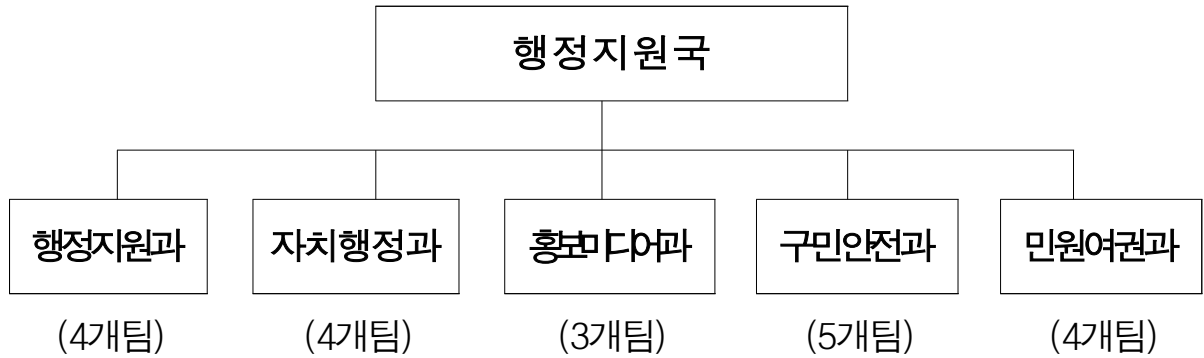 행정지원국
행정지원과 자치행정과 홍보미디어과 구민안전과 민원여권과
(4개팀) (4개팀) (3개팀) (5개팀) (4개팀)